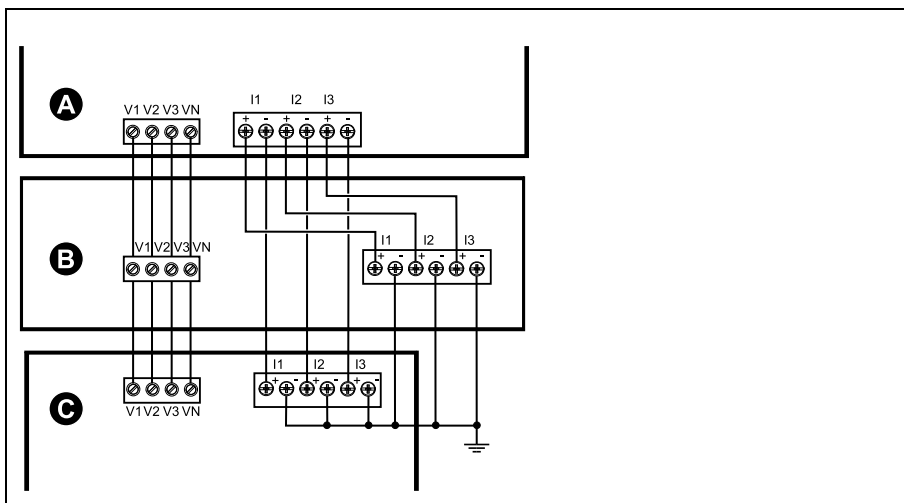 A
I1 I2 I3
V1 V2 V3 VN
+ - + - + -
B
V1 V2 V3 VN
I1 I2 I3
+ - + - + -
C
I1 I2 I3
+ - + - + -
V1 V2 V3 VN